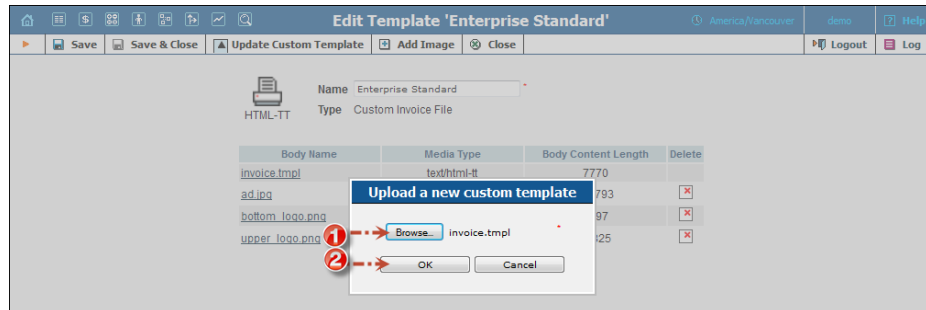 Edit Template 'Enterprise Standard' America/Vancouver demo ? Help
Save Save & Close Update Custom Template Add Image Close Logout Log
Name Enterprise Standard *
HTML-TT Type Custom Invoice File
Body Name Media Type Body Content Length Delete
invoice.tmpl text/html-tt 7770
ad.jpg 793
bottom_logo.png 97
upper_logo.png 325
Upload a new custom template
1 Browse... invoice.tmpl *
2 OK Cancel